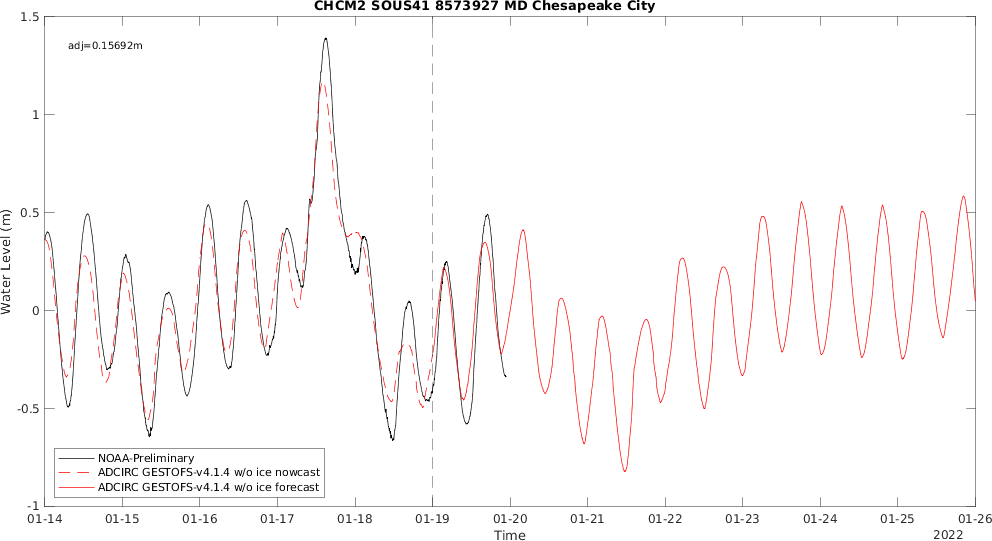 CHCM2 SOUS41 8573927 MD Chesapeake City
adj=0.15692m
1.5
1
0.5
0
-0.5
-1
Water Level (m)
NOAA-Preliminary
ADCIRC GESTOFS-v4.1.4 w/o ice nowcast
ADCIRC GESTOFS-v4.1.4 w/o ice forecast
01-14 01-15 01-16 01-17 01-18 01-19 01-20 01-21 01-22 01-23 01-24 01-25 01-26
Time
2022